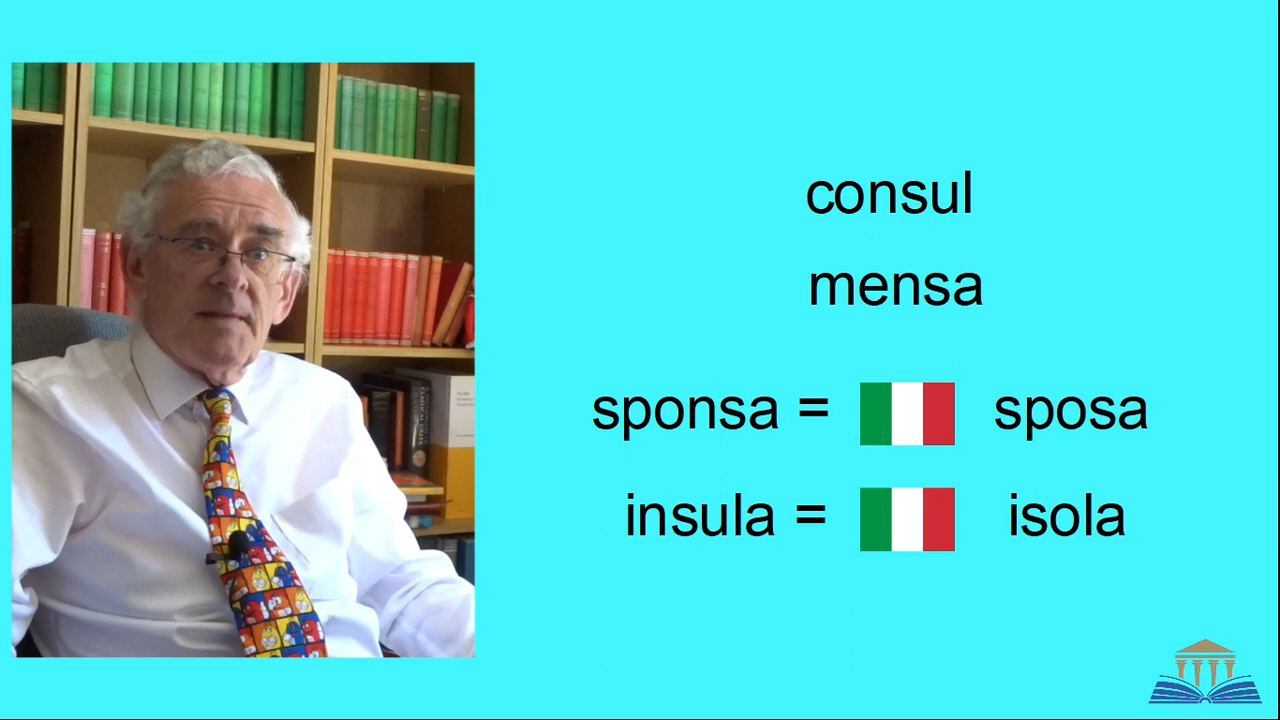 consul
mensa
sponsa = sposa
insula = isola